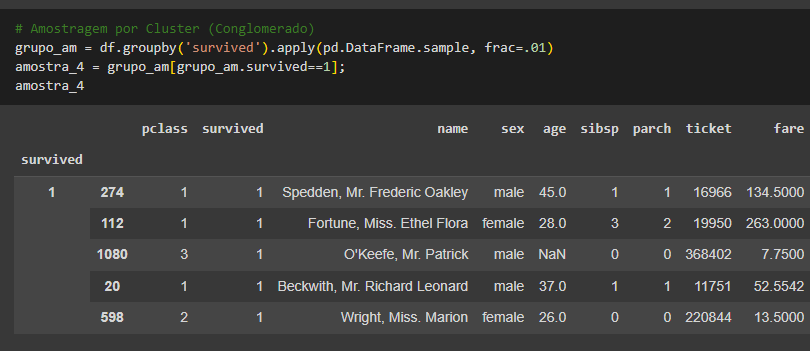 # Amostragem por Cluster (Conglomerado)
grupo_am = df.groupby('survived').apply(pd.DataFrame.sample, frac=.01)
amostra_4 = grupo_am[grupo_am.survived==1];
amostra_4
pclass survived name sex age sibsp parch ticket fare
survived
1 274 1 1 Spedden, Mr. Frederic Oakley male 45.0 1 1 16966 134.5000
112 1 1 Fortune, Miss. Ethel Flora female 28.0 3 2 19950 263.0000
1080 3 1 O'Keefe, Mr. Patrick male NaN 0 0 368402 7.7500
20 1 1 Beckwith, Mr. Richard Leonard male 37.0 1 1 11751 52.5542
598 2 1 Wright, Miss. Marion female 26.0 0 0 220844 13.5000